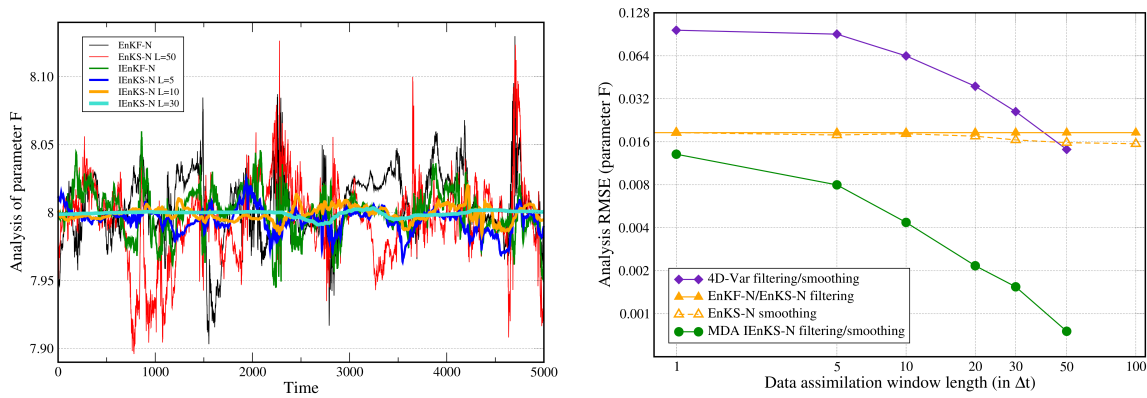 Analysis of parameter F
8.10
8.05
8
7.95
7.90
EnKF-N
EnKS-N L=50
IEnKF-N
IEnKS-N L=5
IEnKS-N L=10
IEnKS-N L=30
0
1000
2000
3000
4000
5000
Time
Analysis RMSE (parameter F)
0.128
0.064
0.032
0.016
0.008
0.004
0.002
0.001
4D-Var filtering/smoothing
EnKF-N/EnKS-N filtering
EnKS-N smoothing
MDA IEnKS-N filtering/smoothing
1
5
10
20
30
50
100
Data assimilation window length (in Δt)